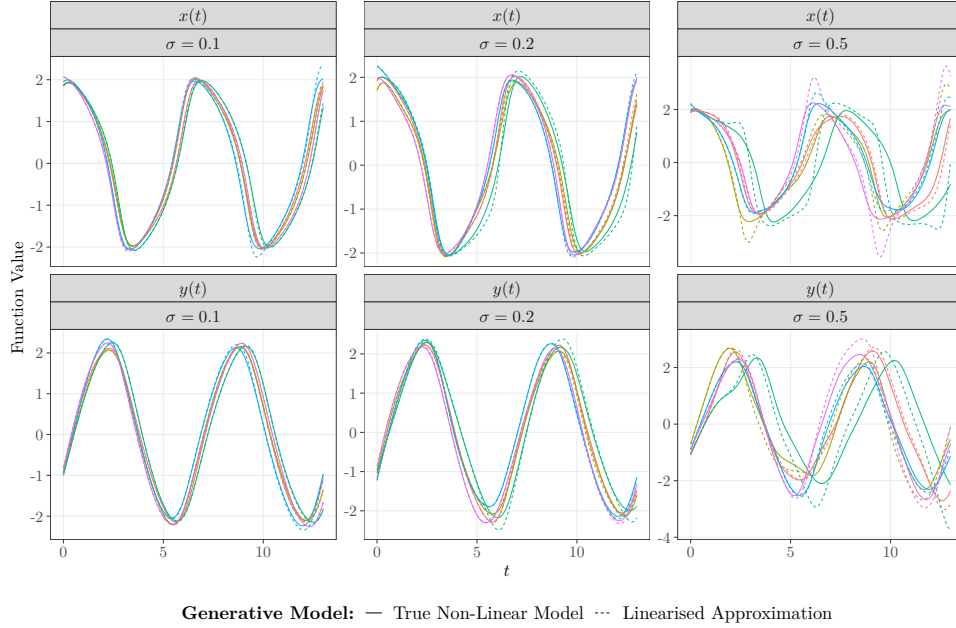 x(t)
x(t)
x(t)
σ = 0.1
σ = 0.2
σ = 0.5
2
1
0
-1
-2
2
1
0
-1
-2
2
0
-2
Function Value
y(t)
y(t)
y(t)
σ = 0.1
σ = 0.2
σ = 0.5
2
1
0
-1
-2
2
1
0
-1
-2
2
0
-2
-4
0
10
0
10
0
5
10
t
Generative Model: True Non-Linear Model Linearised Approximation